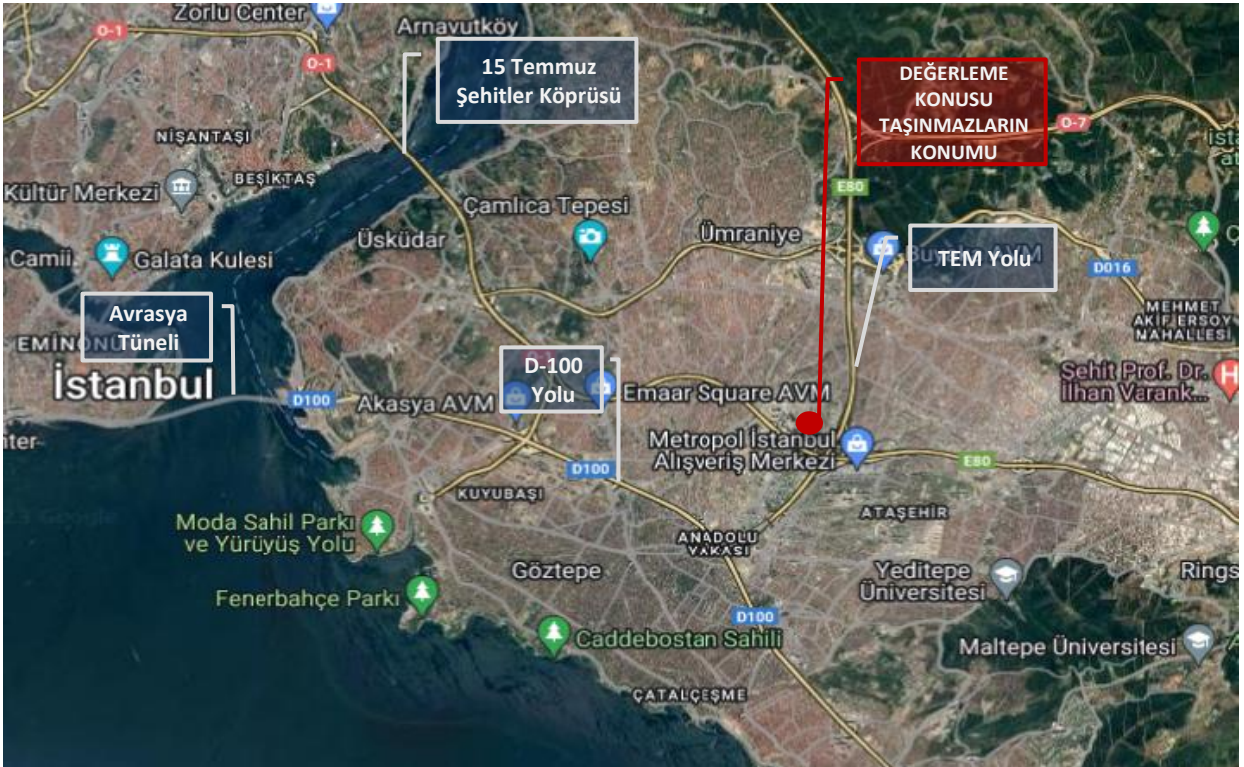 Zorlu Center
Arnavutköy
O-1
O-1
15 Temmuz
Şehitler Köprüsü
DEĞERLEME
KONUSU
TAŞINMAZLARIN
KONUMU
O-7
NİŞANTAŞI
BEŞİKTAŞ
Kültür Merkezi
E80
Çamlıca Tepesi
Üsküdar
Ümraniye
Camii
Galata Kulesi
TEM Yolu
AVM
D016
Avrasya
Tüneli
MEHMET
AKİF ERSOY
MAHALLESİ
İstanbul
D-100
Yolu
D100
Akasya AVM
Emaar Square AVM
Şehit Prof. Dr.
İlhan Varank...
Metropol İstanbul
Alışveriş Merkezi
D100
E80
KUYUBAŞI
ATAŞEHİR
Moda Sahil Parkı
ve Yürüyüş Yolu
ANADOLU
YAKASI
Göztepe
Yeditepe
Üniversitesi
Rings
Fenerbahçe Parkı
D100
Caddebostan Sahili
Maltepe Üniversitesi
ÇATALÇEŞME